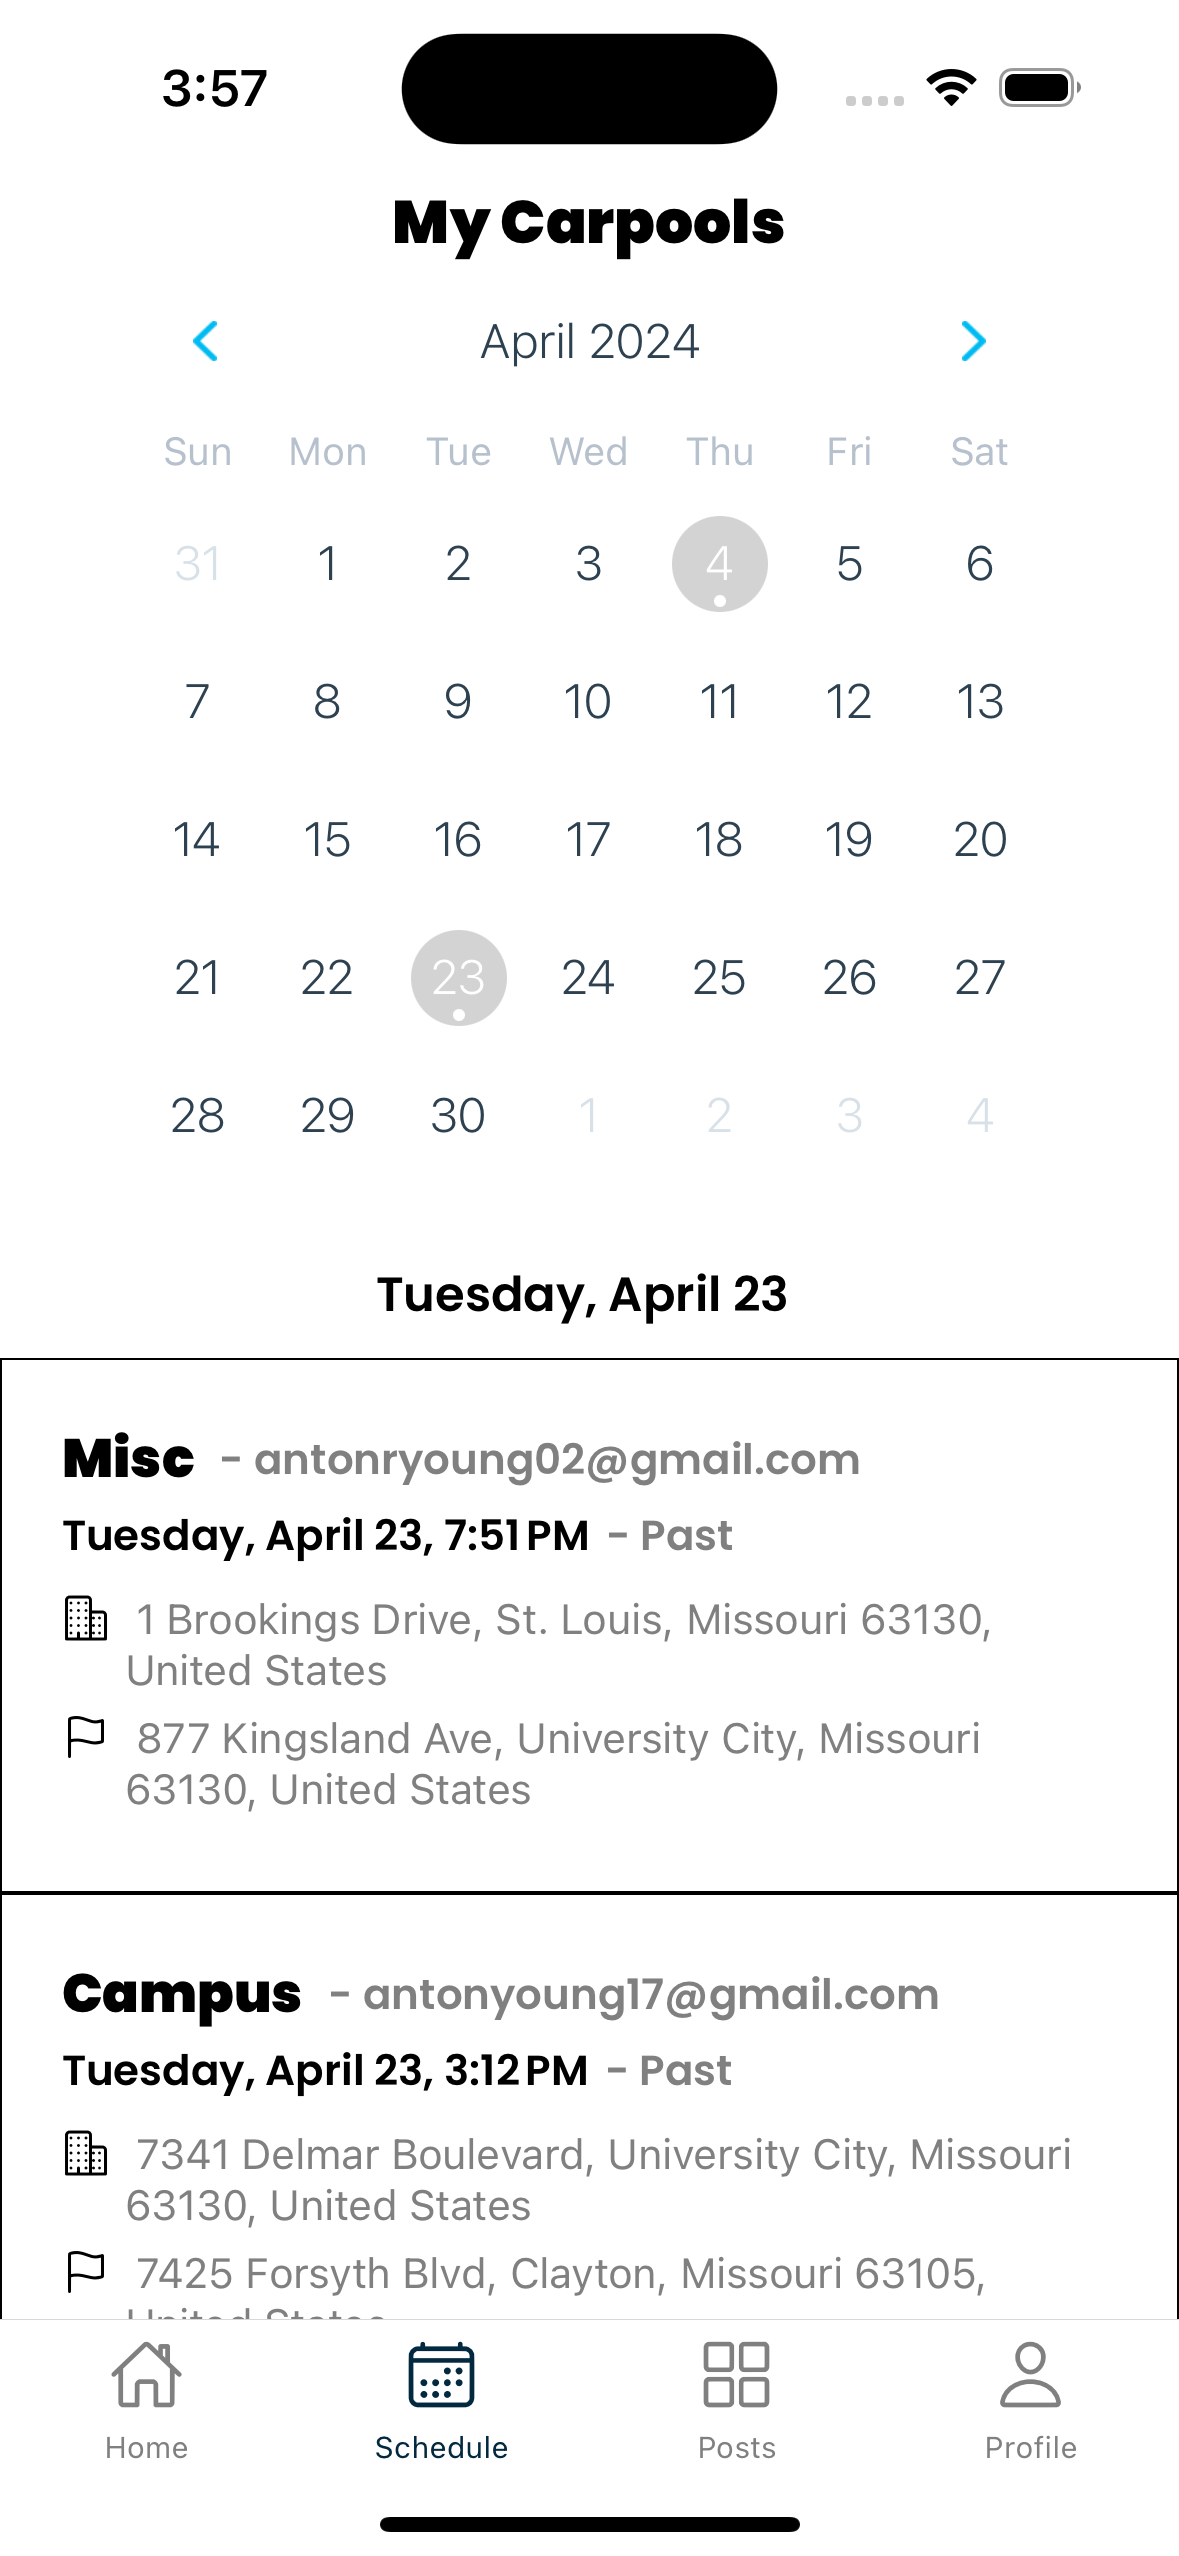 3:57
My Carpools
April 2024
Sun Mon Tue Wed Thu Fri Sat
31 1 2 3 4 5 6
7 8 9 10 11 12 13
14 15 16 17 18 19 20
21 22 23 24 25 26 27
28 29 30 1 2 3 4
Tuesday, April 23
Misc - antonryoung02@gmail.com
Tuesday, April 23, 7:51 PM - Past
1 Brookings Drive, St. Louis, Missouri 63130,
United States
877 Kingsland Ave, University City, Missouri
63130, United States
Campus - antonyoung17@gmail.com
Tuesday, April 23, 3:12 PM - Past
7341 Delmar Boulevard, University City, Missouri
63130, United States
7425 Forsyth Blvd, Clayton, Missouri 63105,
United States
Home Schedule Posts Profile